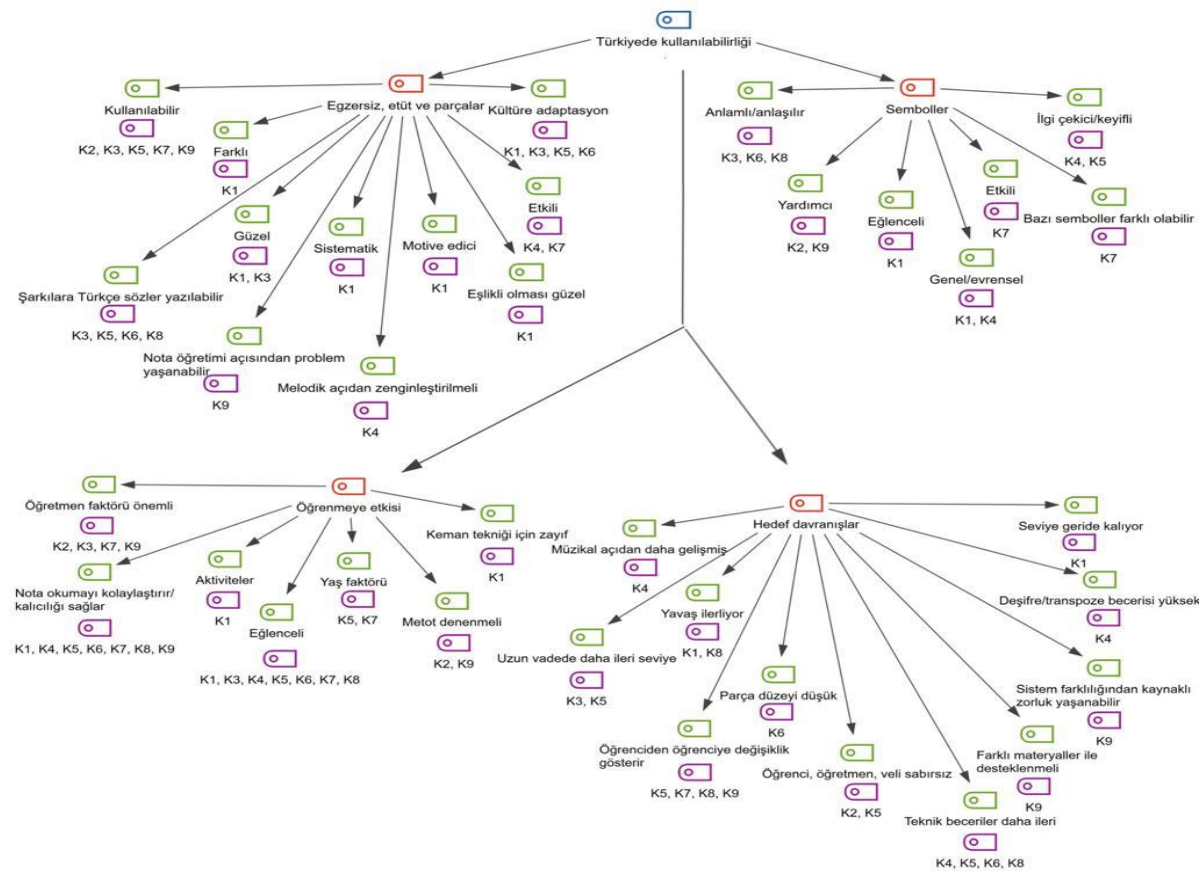 Türkiyede kullanılabilirliği
Egzersiz, etüt ve parçalar
Kullanılabilir
K2, K3, K5, K7, K9
Farklı
K1
Kültüre adaptasyon
K1, K3, K5, K6
Güzel
K1, K3
Sistematik
K1
Motive edici
K1
Etkili
K4, K7
Eşlikli olması güzel
K1
Şarkılara Türkçe sözler yazılabilir
K3, K5, K6, K8
Nota öğretimi açısından problem
yaşanabilir
K9
Melodik açıdan zenginleştirilmeli
K4
Semboller
Anlamlı/anlaşılır
K3, K6, K8
İlgi çekici/keyifli
K4, K5
Yardımcı
K2, K9
Eğlenceli
K1
Etkili
K7
Bazı semboller farklı olabilir
K7
Genel/evrensel
K1, K4
Öğrenmeye etkisi
Öğretmen faktörü önemli
K2, K3, K7, K9
Keman tekniği için zayıf
K1
Nota okumayı kolaylaştırır/
kalıcılığı sağlar
K1, K4, K5, K6, K7, K8, K9
Aktiviteler
K1
Yaş faktörü
K5, K7
Eğlenceli
K1, K3, K4, K5, K6, K7, K8
Metot denenmeli
K2, K9
Hedef davranışlar
Seviye geride kalıyor
K1
Müzikal açıdan daha gelişmiş
K4
Yavaş ilerliyor
K1, K8
Deşifre/transpoze becerisi yüksek
K4
Uzun vadede daha ileri seviye
K3, K5
Parça düzeyi düşük
K6
Sistem farklılığından kaynaklı
zorluk yaşanabilir
K9
Öğrenciden öğrenciye değişiklik
gösterir
K5, K7, K8, K9
Öğrenci, öğretmen, veli sabırsız
K2, K5
Farklı materyaller ile
desteklenmeli
K9
Teknik beceriler daha ileri
K4, K5, K6, K8